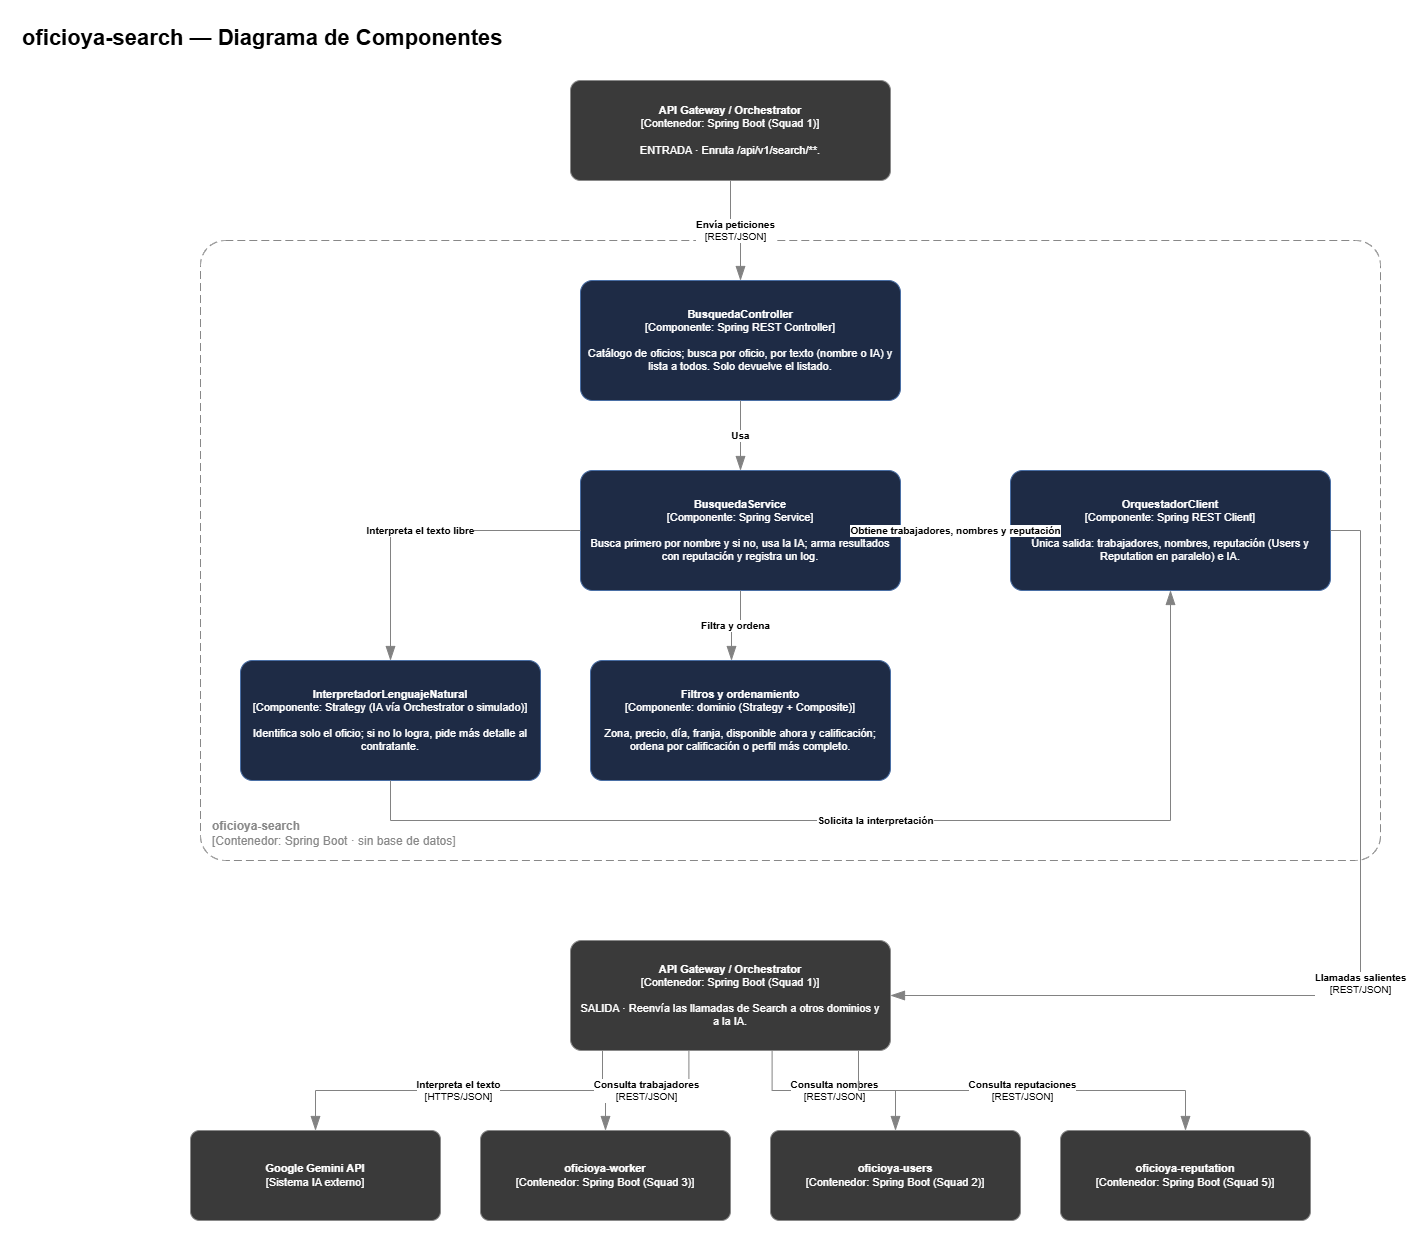 oficioya-search — Diagrama de Componentes
API Gateway / Orchestrator
[Contenedor: Spring Boot (Squad 1)]
ENTRADA · Enruta /api/v1/search/**.
Envía peticiones
[REST/JSON]
BusquedaController
[Componente: Spring REST Controller]
Catálogo de oficios; busca por oficio, por texto (nombre o IA) y
lista a todos. Solo devuelve el listado.
Usa
BusquedaService
[Componente: Spring Service]
Busca primero por nombre y si no, usa la IA; arma resultados
con reputación y registra un log.
Obtiene trabajadores, nombres y reputación
OrquestadorClient
[Componente: Spring REST Client]
Única salida: trabajadores, nombres, reputación (Users y
Reputation en paralelo) e IA.
Interpreta el texto libre
Filtra y ordena
InterpretadorLenguajeNatural
[Componente: Strategy (IA vía Orchestrator o simulado)]
Identifica solo el oficio; si no lo logra, pide más detalle al
contratante.
Filtros y ordenamiento
[Componente: dominio (Strategy + Composite)]
Zona, precio, día, franja, disponible ahora y calificación;
ordena por calificación o perfil más completo.
Solicita la interpretación
oficioya-search
[Contenedor: Spring Boot · sin base de datos]
API Gateway / Orchestrator
[Contenedor: Spring Boot (Squad 1)]
SALIDA · Reenvía las llamadas de Search a otros dominios y
a la IA.
Llamadas salientes
[REST/JSON]
Interpreta el texto
[HTTPS/JSON]
Consulta trabajadores
[REST/JSON]
Consulta nombres
[REST/JSON]
Consulta reputaciones
[REST/JSON]
Google Gemini API
[Sistema IA externo]
oficioya-worker
[Contenedor: Spring Boot (Squad 3)]
oficioya-users
[Contenedor: Spring Boot (Squad 2)]
oficioya-reputation
[Contenedor: Spring Boot (Squad 5)]